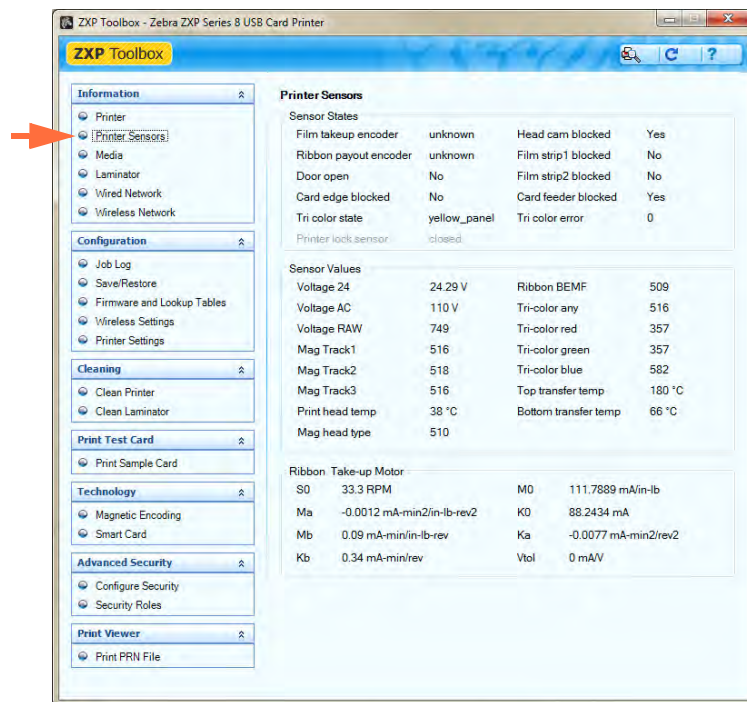 ZXP Toolbox - Zebra ZXP Series 8 USB Card Printer
ZXP Toolbox
?
Information
Printer
Printer Sensors
Media
Laminator
Wired Network
Wireless Network
Configuration
Job Log
Save/Restore
Firmware and Lookup Tables
Wireless Settings
Printer Settings
Cleaning
Clean Printer
Clean Laminator
Print Test Card
Print Sample Card
Technology
Magnetic Encoding
Smart Card
Advanced Security
Configure Security
Security Roles
Print Viewer
Print PRN File
Printer Sensors
Sensor States
Film takeup encoder unknown Head cam blocked Yes
Ribbon payout encoder unknown Film strip1 blocked No
Door open No Film strip2 blocked No
Card edge blocked No Card feeder blocked Yes
Tri color state yellow_panel Tri color error 0
Printer lock sensor closed
Sensor Values
Voltage 24 24.29 V Ribbon BEMF 509
Voltage AC 110 V Tri-color any 516
Voltage RAW 749 Tri-color red 357
Mag Track1 516 Tri-color green 357
Mag Track2 518 Tri-color blue 582
Mag Track3 516 Top transfer temp 180 °C
Print head temp 38 °C Bottom transfer temp 66 °C
Mag head type 510
Ribbon Take-up Motor
S0 33.3 RPM M0 111.7889 mA/in-lb
Ma -0.0012 mA-min2/in-lb-rev2 K0 88.2434 mA
Mb 0.09 mA-min/in-lb-rev Ka -0.0077 mA-min2/rev2
Kb 0.34 mA-min/rev Vtol 0 mA/V